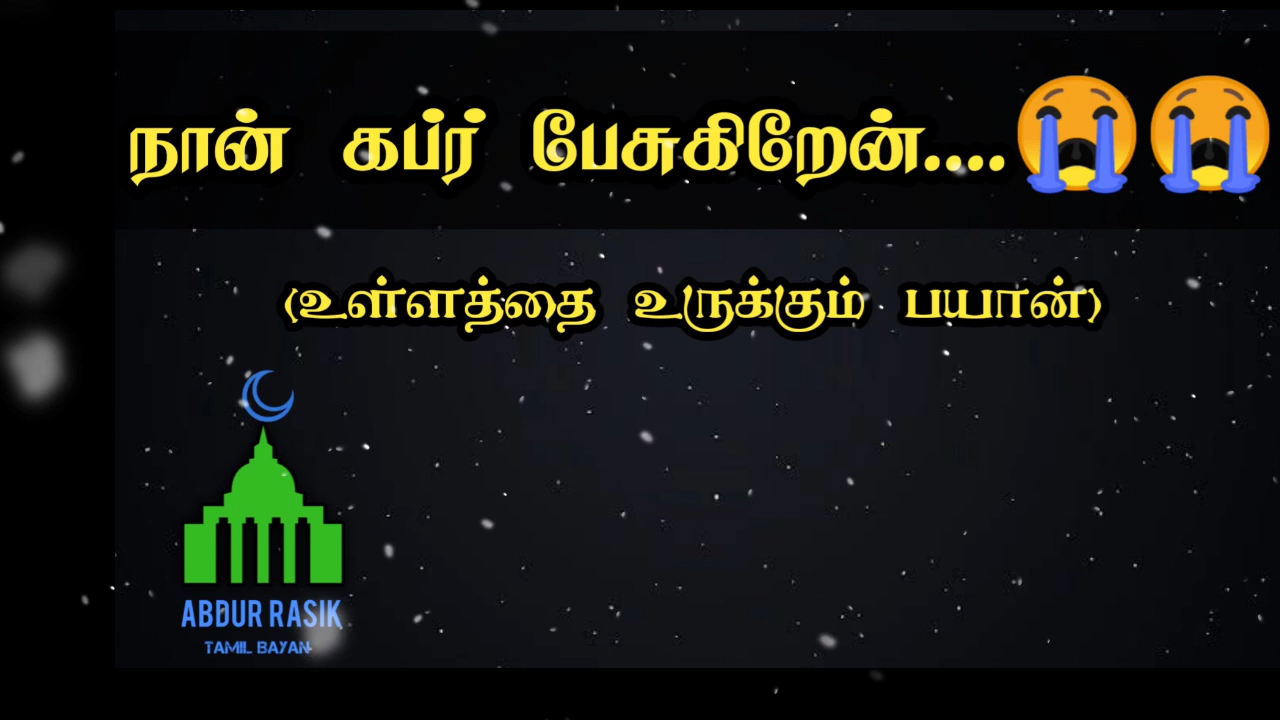 நான் கப்ர் பேசுகிறேன்....😭😭
(உள்ளத்தை உருக்கும் பயான்)
ABDUR RASIK
TAMIL BAYAN